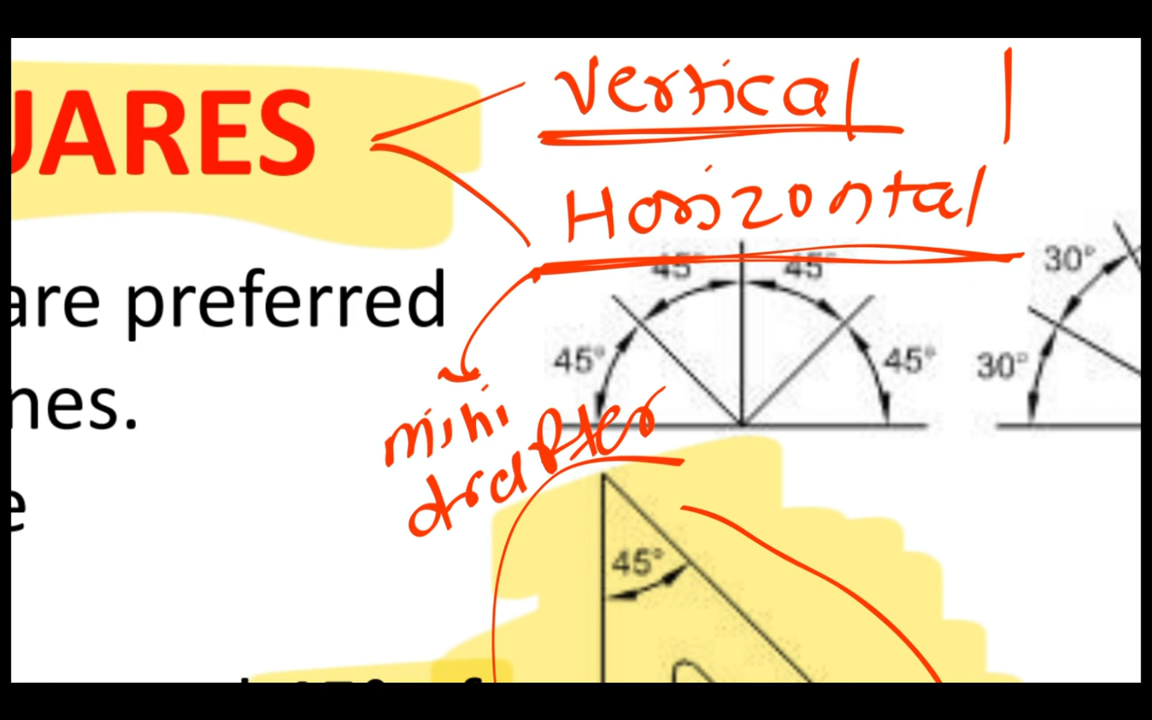 UARES
Vertical
Horizontal
are preferred
nes.
e
mini
drafter
45° 45°
45° 45°
30°
30°
45°